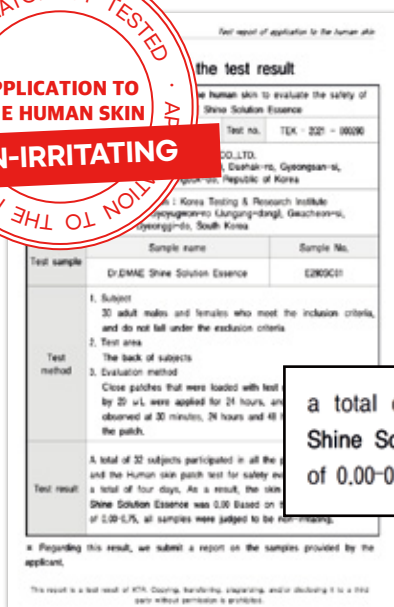 Test report of application to the human skin
TESTED
PPLICATION TO
E HUMAN SKIN
N-IRRITATING
the test result
human skin to evaluate the safety of
Shine Solution Essence
Test no. TEK - 2021 - 000290
CO.,LTD.
Gyeongsan-si,
Republic of Korea
: Korea Testing & Research Institute
(Jungang-dong), Gwacheon-si,
Gyeonggi-do, South Korea
Test sample
Sample name Sample No.
Dr.DMAE Shine Solution Essence
Test method
1. Subject
30 adult males and females who meet the inclusion criteria,
and do not fall under the exclusion criteria
2. Test area
The back of subjects
3. Evaluation method
Close patches that were loaded with test
by 20 uL were applied for 24 hours, an
observed at 30 minutes, 24 hours and 48 h
the patch.
Test result
A total of 32 subjects participated in all the p
and the Human skin patch test for safety ev
a total of four days. As a result, the skin
Shine Solution Essence was 0.00 Based on t
of 0.00-0.75, all samples were judged to be non-irritating.
a total
Shine So
of 0.00-0
※ Regarding this result, we submit a report on the samples provided by the
applicant.
This report is a test result of KTR. Copying, transferring, plagiarizing, and/or disclosing it to a third
party without permission is prohibited.